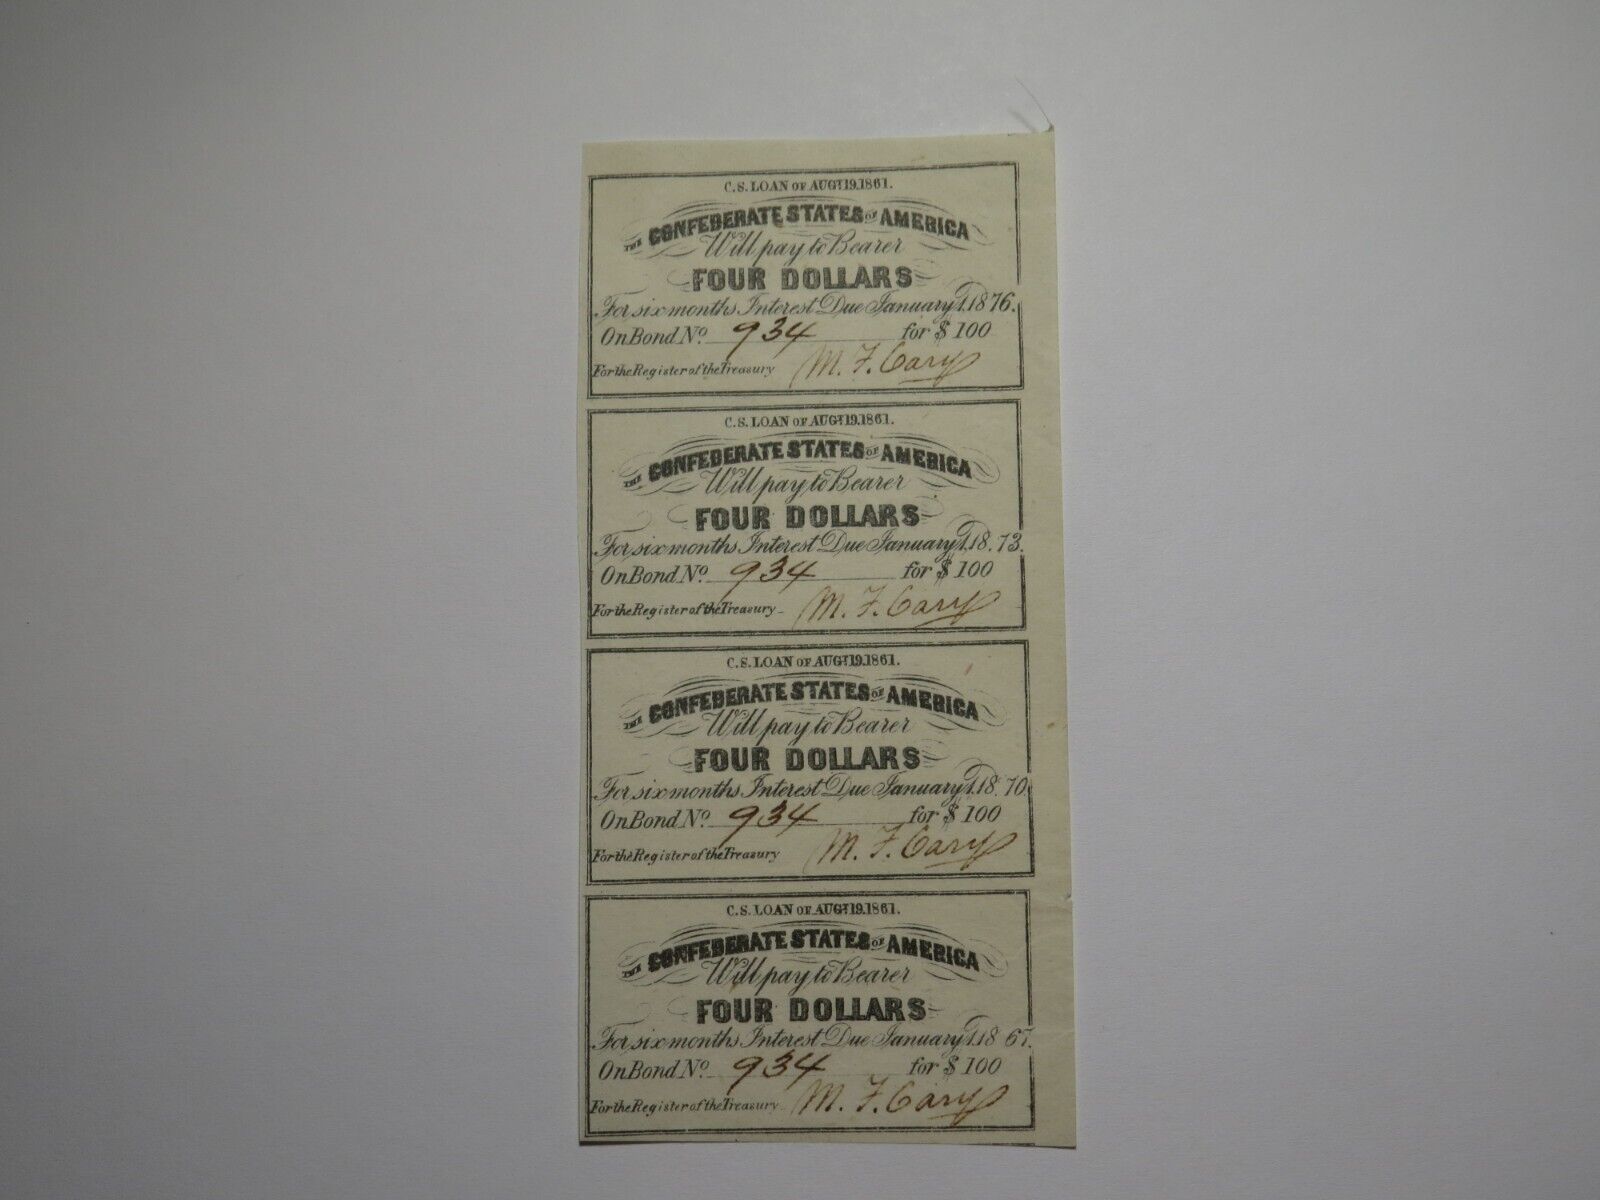 C.S. LOAN OF AUGT 19.1861.
THE CONFEDERATE STATES OF AMERICA
Will pay to Bearer
FOUR DOLLARS
For six months Interest Due January 1.1876.
On Bond No. 934 for $100
For the Register of the Treasury M. F. Cary
C.S. LOAN OF AUGT 19.1861.
THE CONFEDERATE STATES OF AMERICA
Will pay to Bearer
FOUR DOLLARS
For six months Interest Due January 1.18.73.
On Bond No. 934 for $100
For the Register of the Treasury M. F. Cary
C.S. LOAN OF AUGT 19.1861.
THE CONFEDERATE STATES OF AMERICA
Will pay to Bearer
FOUR DOLLARS
For six months Interest Due January 1.18.70.
On Bond No. 934 for $100
For the Register of the Treasury M. F. Cary
C.S. LOAN OF AUGT 19.1861.
THE CONFEDERATE STATES OF AMERICA
Will pay to Bearer
FOUR DOLLARS
For six months Interest Due January 1.18 67.
On Bond No. 934 for $100
For the Register of the Treasury M. F. Cary